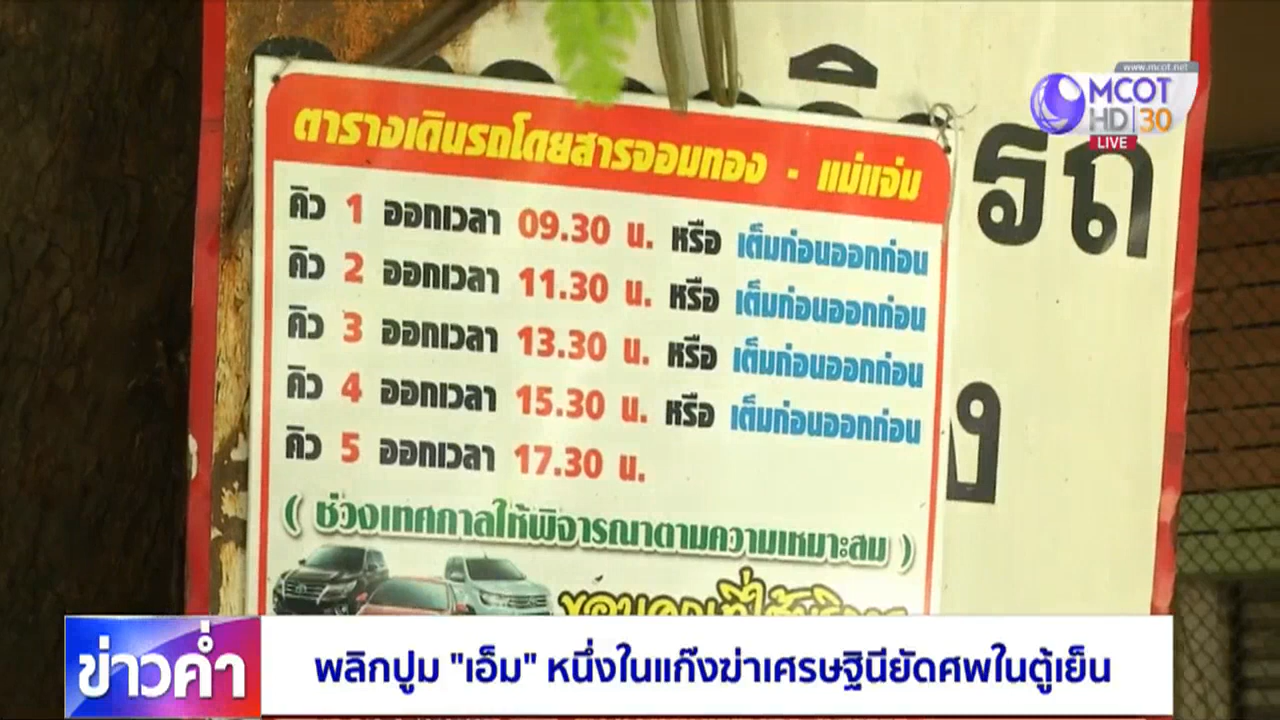 www.mcot.net
MCOT
HD 30
LIVE
รถ
ตารางเดินรถโดยสารจอมทอง - แม่แจ่ม
คิว 1 ออกเวลา 09.30 น. หรือ เต็มก่อนออกก่อน
คิว 2 ออกเวลา 11.30 น. หรือ เต็มก่อนออกก่อน
คิว 3 ออกเวลา 13.30 น. หรือ เต็มก่อนออกก่อน
คิว 4 ออกเวลา 15.30 น. หรือ เต็มก่อนออกก่อน
คิว 5 ออกเวลา 17.30 น.
( ช่วงเทศกาลให้พิจารณาตามความเหมาะสม )
ข่าวค่ำ
พลิกปูม "เอ็ม" หนึ่งในแก๊งฆ่าเศรษฐินียัดศพในตู้เย็น